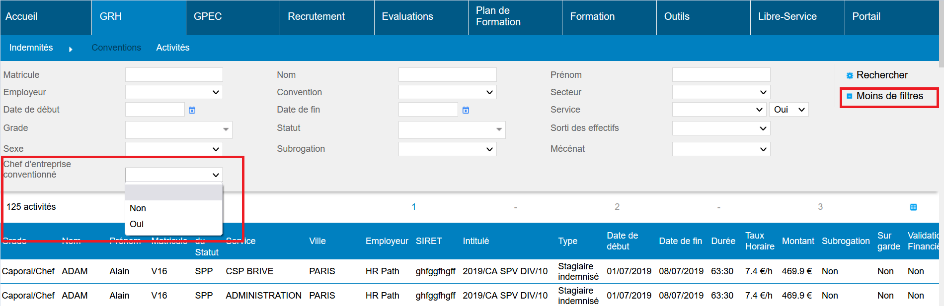 Accueil GRH GPEC Recrutement Evaluations Plan de Formation Formation Outils Libre-Service Portail
Indemnités Conventions Activités
Matricule Nom Prénom Rechercher
Employeur Convention Secteur Moins de filtres
Date de début Date de fin Service Oui
Grade Statut Sorti des effectifs
Sexe Subrogation Mécénat
Chef d'entreprise
conventionné
125 activités 1 - 2 - 3
Non
Oui
Grade Nom Prénom Matricule du Statut Service Ville Employeur SIRET Intitulé Type Date de début Date de fin Durée Taux Horaire Montant Subrogation Sur garde Validation Financiè
Caporal/Chef ADAM Alain V16 SPP CSP BRIVE PARIS HR Path ghfggfhgff 2019/CA SPV DIV/10 Stagiaire indemnisé 01/07/2019 08/07/2019 63:30 7.4 €/h 469.9 € Non Non Non
Caporal/Chef ADAM Alain V16 SPP ADMINISTRATION PARIS HR Path ghfggfhgff 2019/CA SPV DIV/10 Stagiaire indemnisé 01/07/2019 08/07/2019 63:30 7.4 €/h 469.9 € Non Non Non